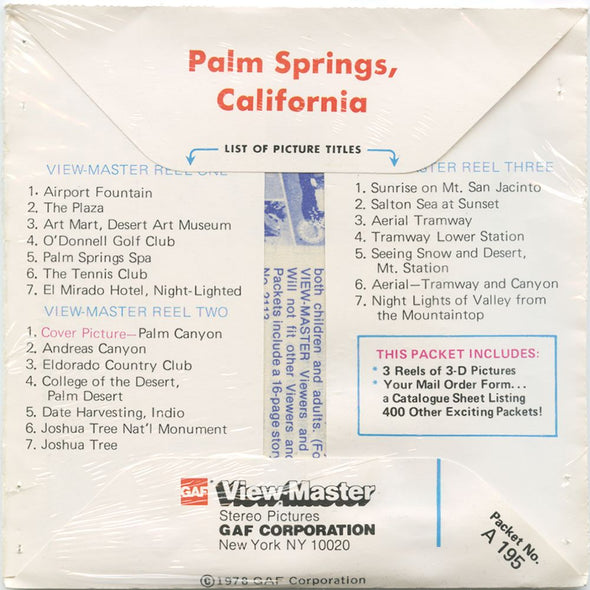 Palm Springs,
California
LIST OF PICTURE TITLES
VIEW-MASTER REEL ONE
1. Airport Fountain
2. The Plaza
3. Art Mart, Desert Art Museum
4. O'Donnell Golf Club
5. Palm Springs Spa
6. The Tennis Club
7. El Mirado Hotel, Night-Lighted
VIEW-MASTER REEL TWO
1. Cover Picture—Palm Canyon
2. Andreas Canyon
3. Eldorado Country Club
4. College of the Desert,
Palm Desert
5. Date Harvesting, Indio
6. Joshua Tree Nat'l Monument
7. Joshua Tree
both children and adults. (Fo
VIEW-MASTER Viewers and
Will not fit other Viewers and
Packets include a 16-page stor
No. 2113
TER REEL THREE
1. Sunrise on Mt. San Jacinto
2. Salton Sea at Sunset
3. Aerial Tramway
4. Tramway Lower Station
5. Seeing Snow and Desert,
Mt. Station
6. Aerial—Tramway and Canyon
7. Night Lights of Valley from
the Mountaintop
THIS PACKET INCLUDES:
* 3 Reels of 3-D Pictures
* Your Mail Order Form...
a Catalogue Sheet Listing
400 Other Exciting Packets!
GAF View-Master
Stereo Pictures
GAF CORPORATION
New York NY 10020
Packet No.
A 195
© 1978 GAF Corporation